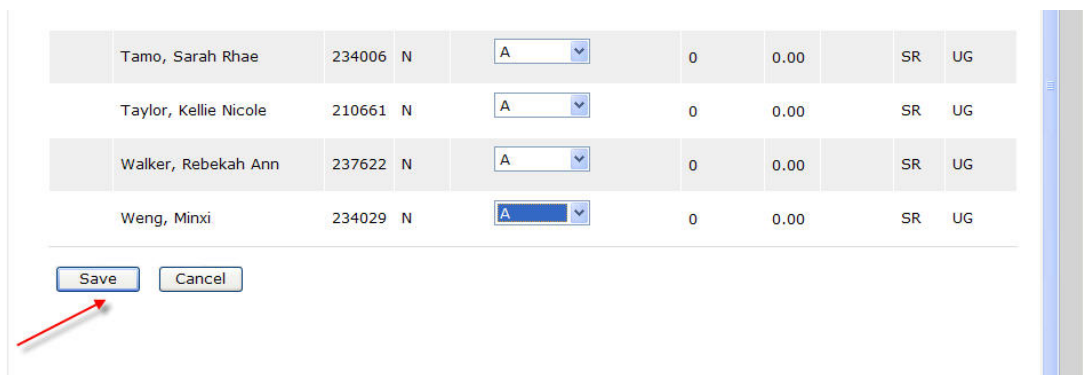 Tamo, Sarah Rhae 234006 N A 0 0.00 SR UG
Taylor, Kellie Nicole 210661 N A 0 0.00 SR UG
Walker, Rebekah Ann 237622 N A 0 0.00 SR UG
Weng, Minxi 234029 N A 0 0.00 SR UG
Save Cancel